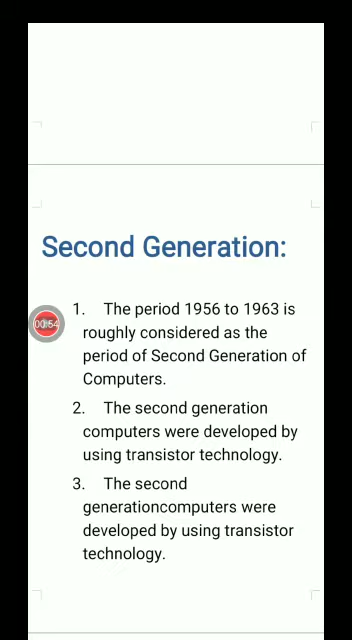 Second Generation:
1. The period 1956 to 1963 is
roughly considered as the
period of Second Generation of
Computers.
00:54
2. The second generation
computers were developed by
using transistor technology.
3. The second
generationcomputers were
developed by using transistor
technology.